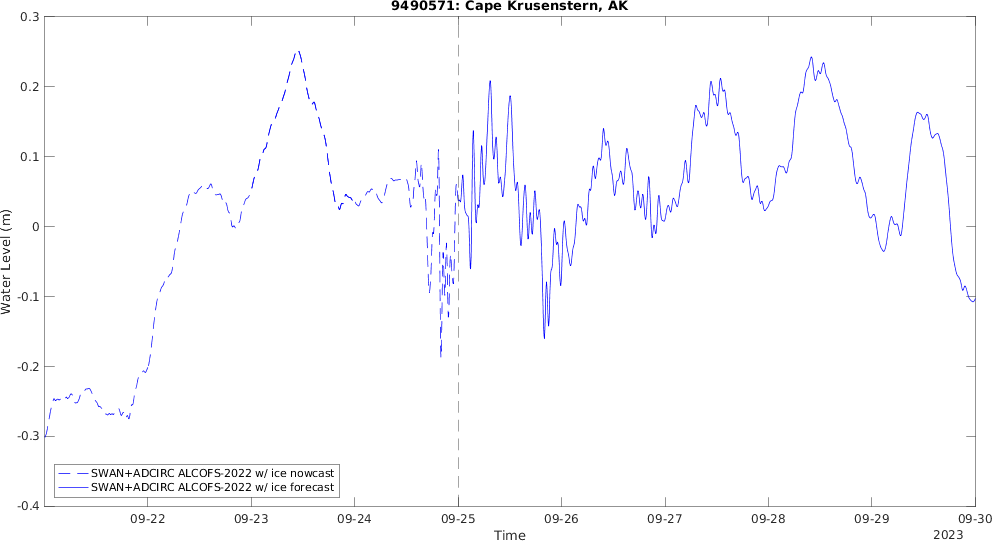 9490571: Cape Krusenstern, AK
0.3
0.2
0.1
0
-0.1
-0.2
-0.3
-0.4
Water Level (m)
SWAN+ADCIRC ALCOFS-2022 w/ ice nowcast
SWAN+ADCIRC ALCOFS-2022 w/ ice forecast
09-22 09-23 09-24 09-25 09-26 09-27 09-28 09-29 09-30
Time
2023